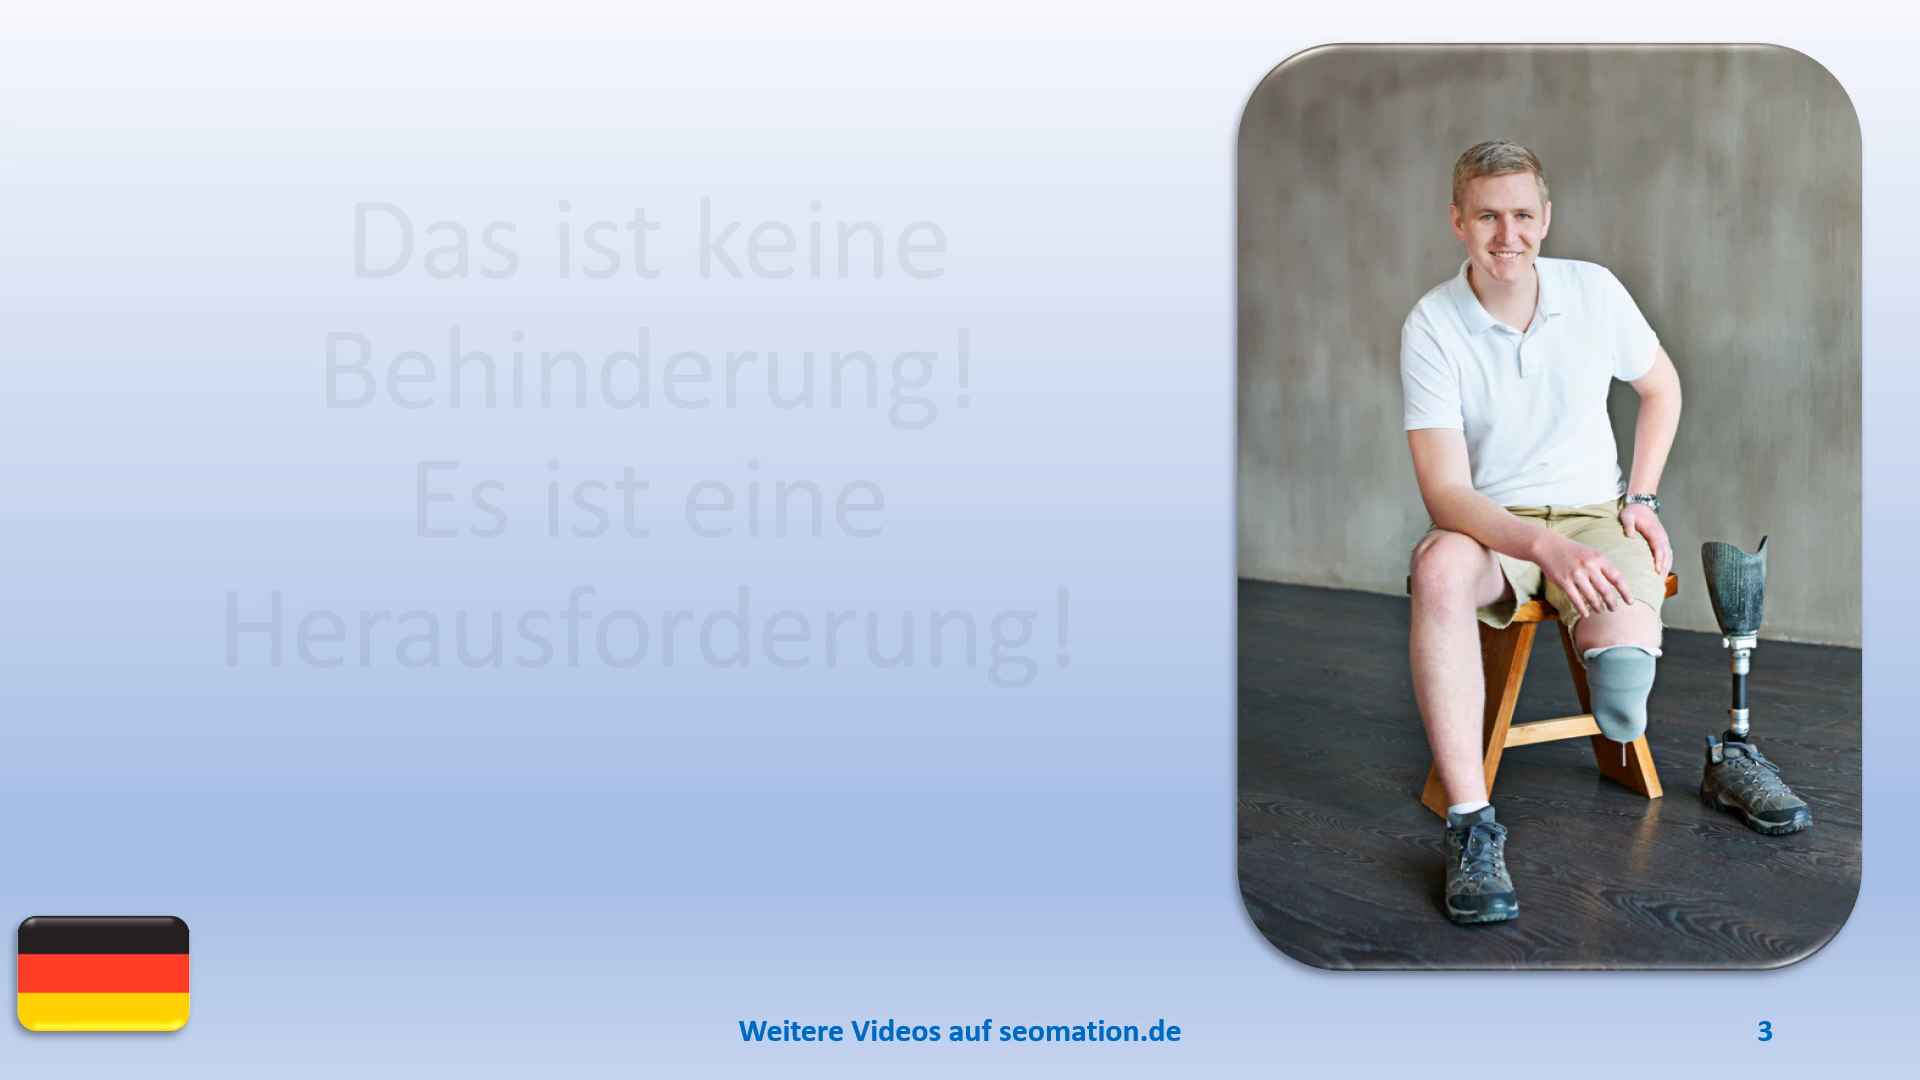 Das ist keine
Behinderung!
Es ist eine
Herausforderung!
Weitere Videos auf seomation.de
3